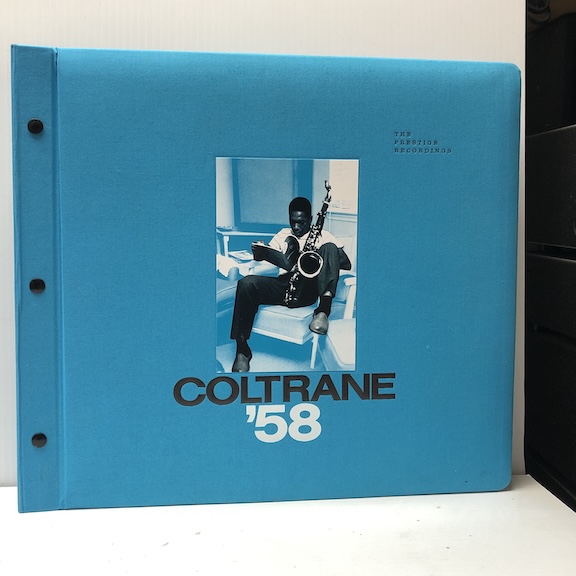 THE
PRESTIGE
RECORDINGS
COLTRANE
'58